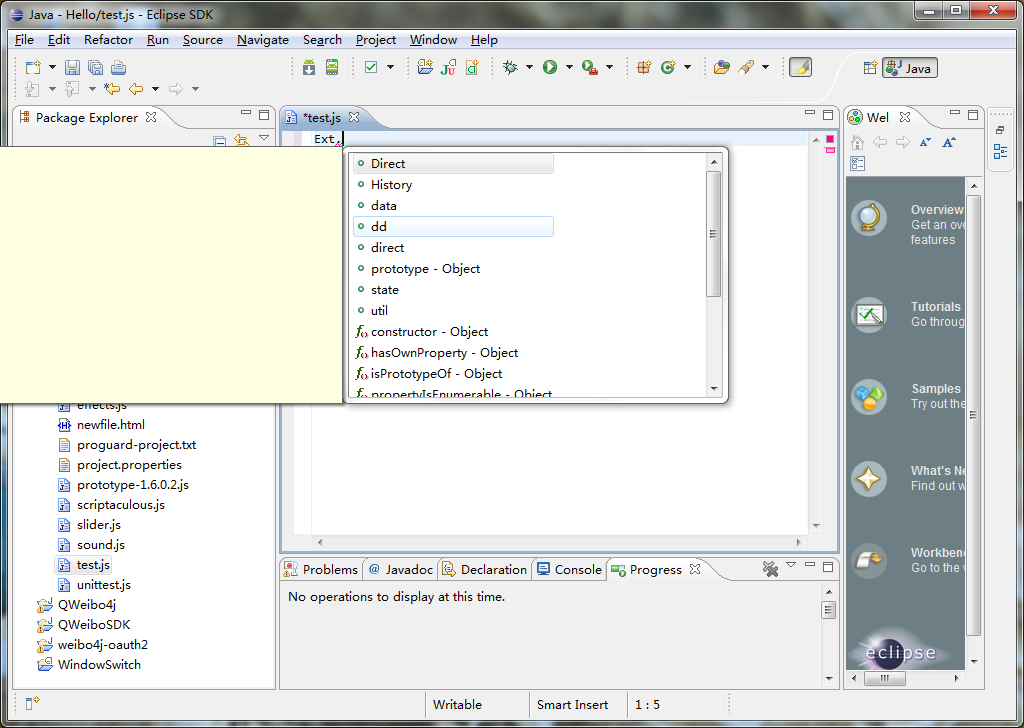 Java - Hello/test.js - Eclipse SDK
File Edit Refactor Run Source Navigate Search Project Window Help
Java
Package Explorer
*test.js
Wel
Ext.
Direct
History
data
dd
direct
prototype - Object
state
util
constructor - Object
hasOwnProperty - Object
isPrototypeOf - Object
propertyIsEnumerable - Object
effects.js
newfile.html
proguard-project.txt
project.properties
prototype-1.6.0.2.js
scriptaculous.js
slider.js
sound.js
test.js
unittest.js
QWeibo4j
QWeiboSDK
weibo4j-oauth2
WindowSwitch
Overview
Get an ove
features
Tutorials
Go throug
Samples
Try out the
What's Ne
Find out w
Workbenc
Go to the w
eclipse
Problems @ Javadoc Declaration Console Progress
No operations to display at this time.
Writable Smart Insert 1 : 5